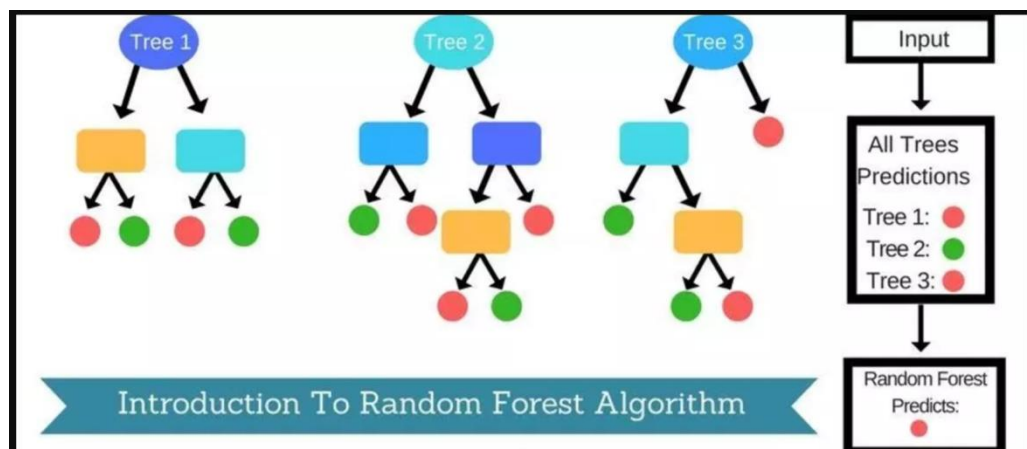 Tree 1
Tree 2
Tree 3
Input
All Trees
Predictions
Tree 1:
Tree 2:
Tree 3:
Random Forest
Predicts:
Introduction To Random Forest Algorithm